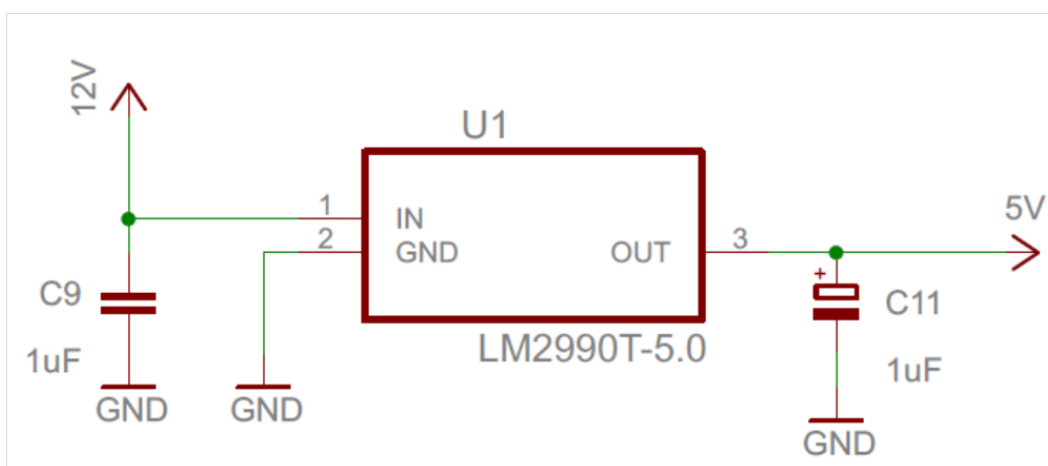 12V
U1
1
IN
2
GND
OUT
3
5V
C9
1uF
+
C11
1uF
LM2990T-5.0
GND
GND
GND